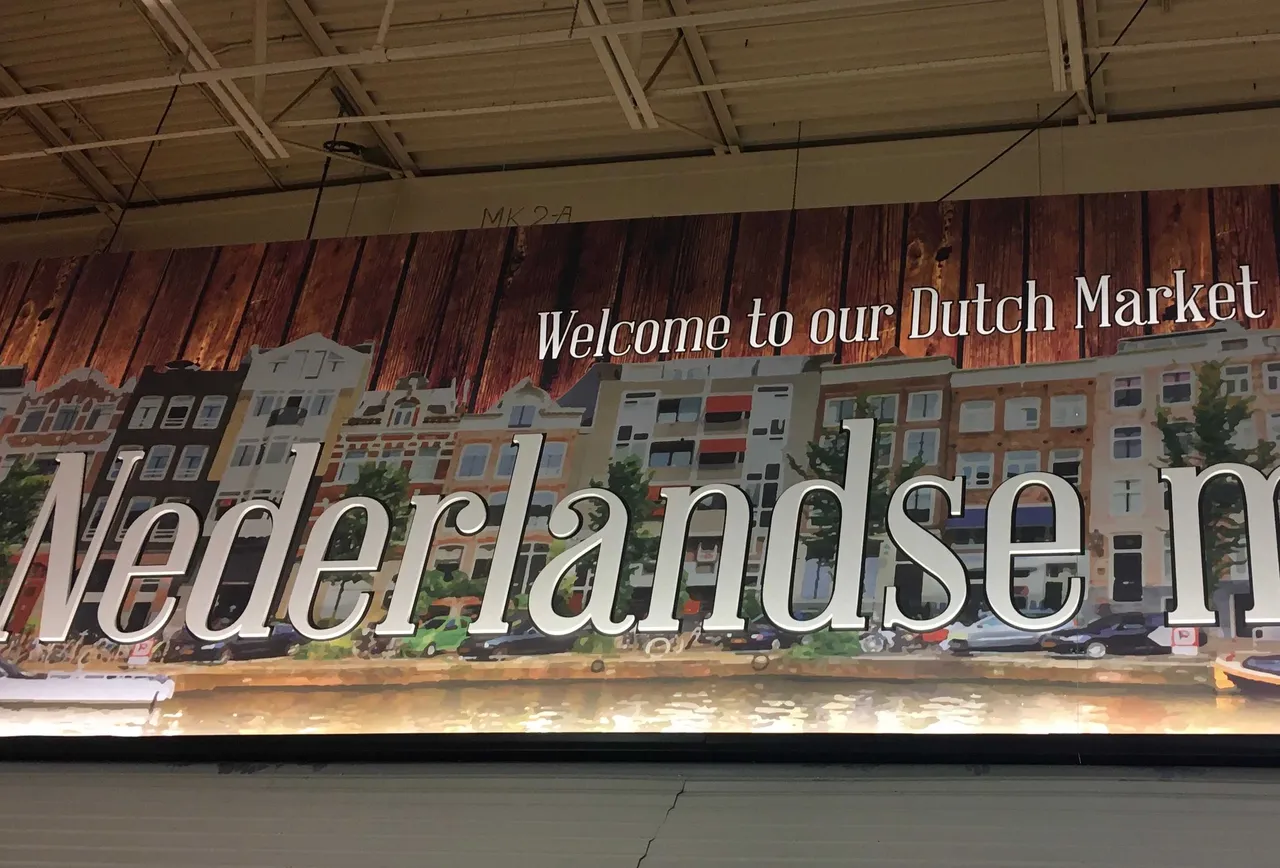 MK 2-A
Welcome to our Dutch Market
Nederlandse m